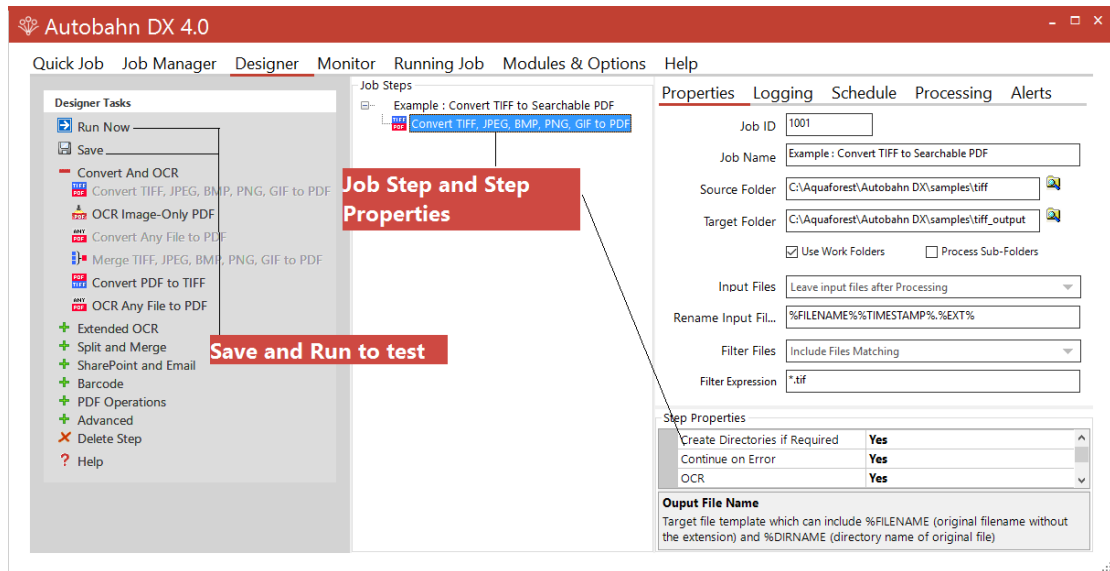 Autobahn DX 4.0
Quick Job Job Manager Designer Monitor Running Job Modules & Options Help
Designer Tasks
Run Now
Save
Convert And OCR
Convert TIFF, JPEG, BMP, PNG, GIF to PDF
OCR Image-Only PDF
Convert Any File to PDF
Merge TIFF, JPEG, BMP, PNG, GIF to PDF
Convert PDF to TIFF
OCR Any File to PDF
Extended OCR
Split and Merge
SharePoint and Email
Barcode
PDF Operations
Advanced
Delete Step
Help
Save and Run to test
Job Steps
Example : Convert TIFF to Searchable PDF
Convert TIFF, JPEG, BMP, PNG, GIF to PDF
Job Step and Step
Properties
Properties Logging Schedule Processing Alerts
Job ID 1001
Job Name Example : Convert TIFF to Searchable PDF
Source Folder C:\Aquaforest\Autobahn DX\samples\tiff
Target Folder C:\Aquaforest\Autobahn DX\samples\tiff_output
Use Work Folders Process Sub-Folders
Input Files Leave input files after Processing
Rename Input Fil... %FILENAME%%TIMESTAMP%.%EXT%
Filter Files Include Files Matching
Filter Expression *.tif
Step Properties
Create Directories if Required Yes
Continue on Error Yes
OCR Yes
Ouput File Name
Target file template which can include %FILENAME (original filename without
the extension) and %DIRNAME (directory name of original file)